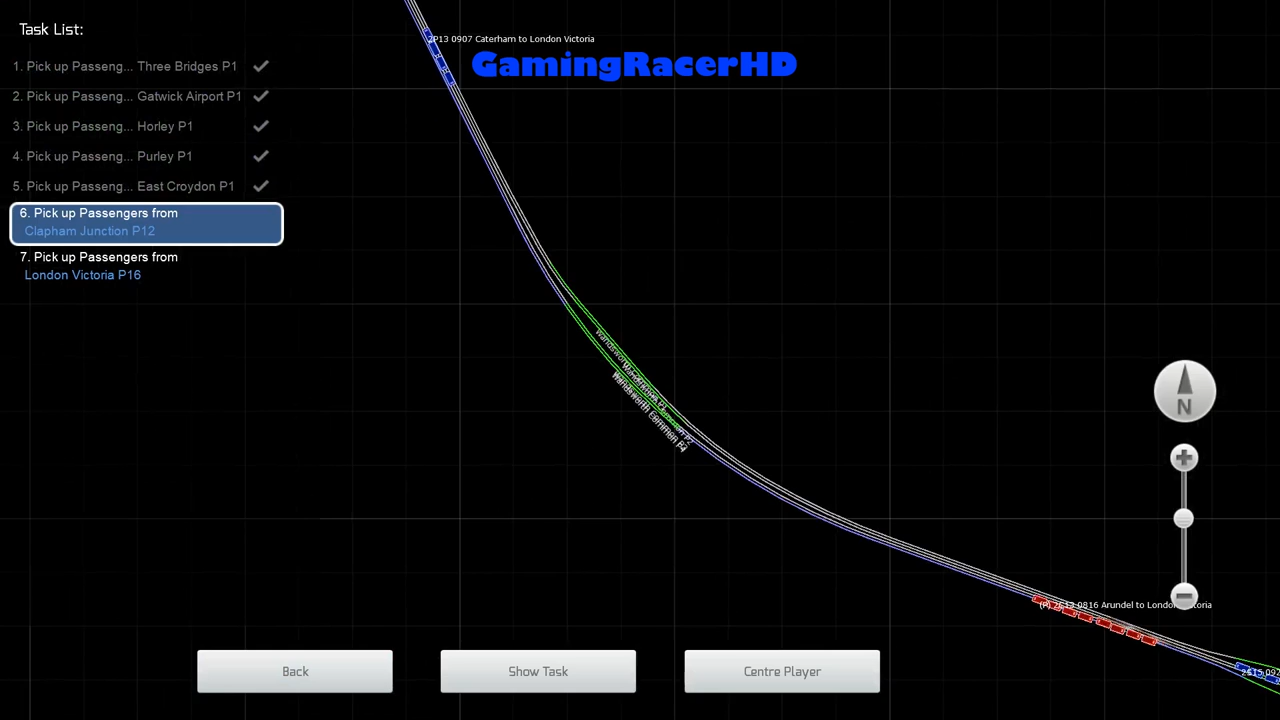 Task List:
1. Pick up Passeng... Three Bridges P1
2. Pick up Passeng... Gatwick Airport P1
3. Pick up Passeng... Horley P1
4. Pick up Passeng... Purley P1
5. Pick up Passeng... East Croydon P1
6. Pick up Passengers from
Clapham Junction P12
7. Pick up Passengers from
London Victoria P16
2P13 0907 Caterham to London Victoria
GamingRacerHD
Wandsworth Common P4
N
0816 Arundel to London
Back
Show Task
Centre Player